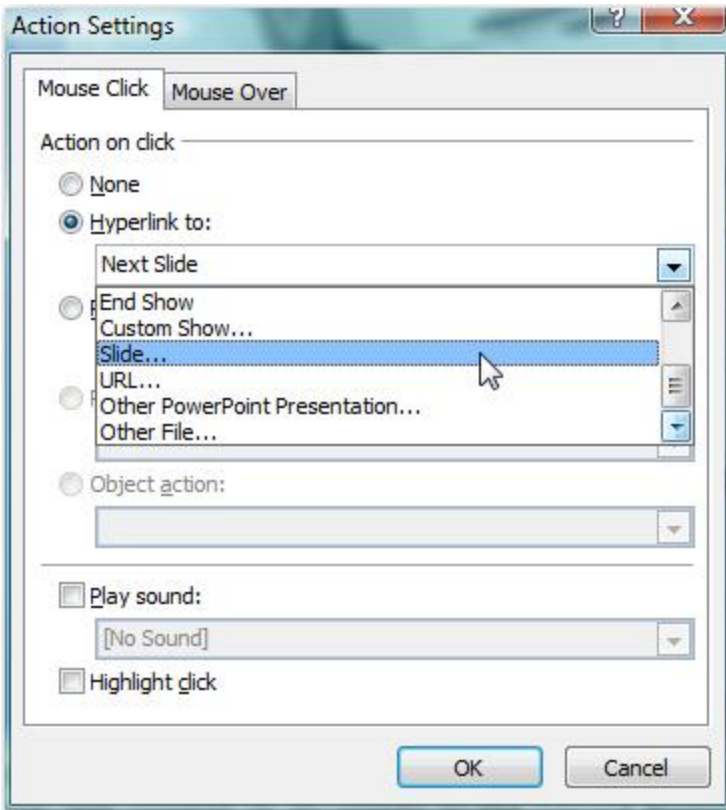 Action Settings
?
X
Mouse Click
Mouse Over
Action on click
None
Hyperlink to:
Next Slide
End Show
Custom Show...
Slide...
URL...
Other PowerPoint Presentation...
Other File...
Object action:
Play sound:
[No Sound]
Highlight click
OK
Cancel